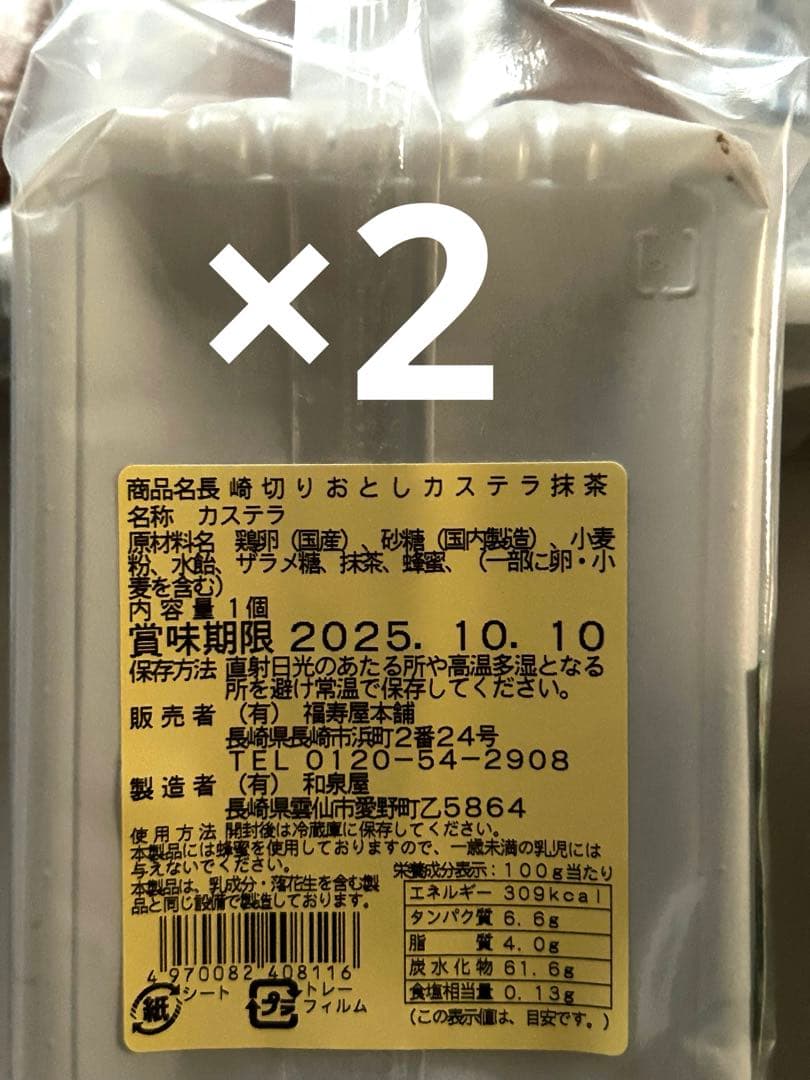 ×2
商品名長崎切りおとしカステラ抹茶
名称 カステラ
原材料名 鶏卵(国産)、砂糖(国内製造)、小麦
粉、水飴、ザラメ糖、抹茶、蜂蜜、(一部に卵・小
麦を含む)
内容量 1個
賞味期限 2025. 10. 10
保存方法 直射日光のあたる所や高温多湿となる
所を避け常温で保存してください。
販売者 (有) 福寿屋本舗
長崎県長崎市浜町2番24号
TEL 0120-54-2908
製造者 (有) 和泉屋
長崎県雲仙市愛野町乙5864
使用方法 開封後は冷蔵庫に保存してください。
本製品には蜂蜜を使用しておりますので、一歳未満の乳児には
与えないでください。
本製品は、乳成分・落花生を含む製
品と同じ設備で製造しております。
栄養成分表示:100g当たり
エネルギー 309kcal
タンパク質 6.6g
脂質 4.0g
炭水化物 61.6g
食塩相当量 0.13g
(この表示値は、目安です。)
4 970082 408116
紙 シート
プラ トレー
フィルム